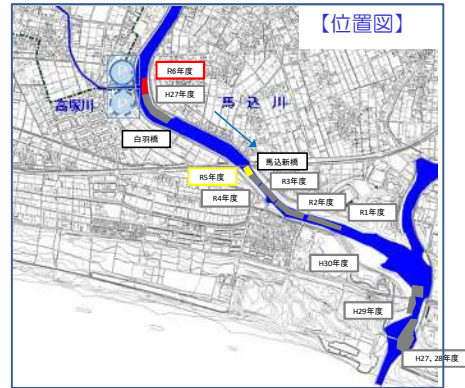 【位置図】
R6年度
H27年度
高塚川
馬込川
白羽橋
馬込新橋
R5年度
R3年度
R4年度
R2年度
R1年度
H30年度
H29年度
H27、28年度
P
P